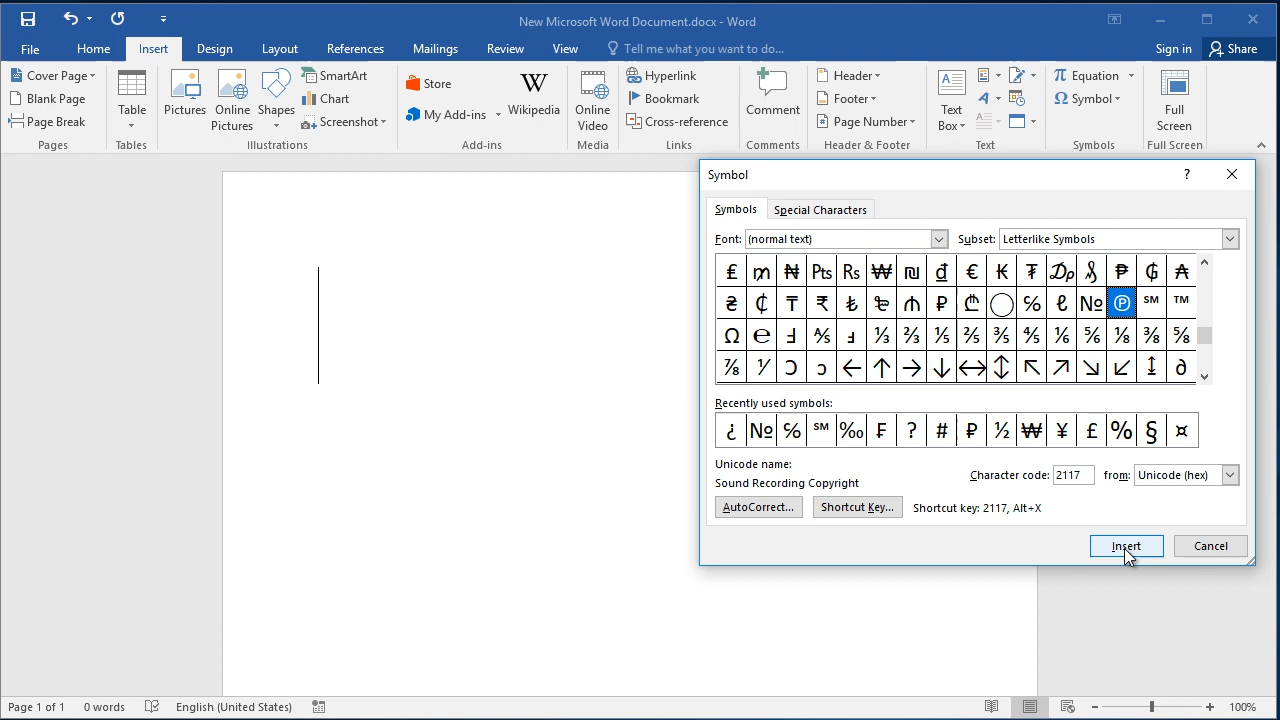 New Microsoft Word Document.docx - Word
File Home Insert Design Layout References Mailings Review View Tell me what you want to do... Sign in Share
Cover Page
Blank Page
Page Break
Pages
Table
Tables
Pictures
Online Pictures
Shapes
SmartArt
Chart
Screenshot
Illustrations
Store
My Add-ins
W
Wikipedia
Add-ins
Online Video
Media
Hyperlink
Bookmark
Cross-reference
Links
Comment
Comments
Header
Footer
Page Number
Header & Footer
Text Box
A
Text
π Equation
Ω Symbol
Symbols
Full Screen
Full Screen
Symbol ?
Symbols Special Characters
Font: (normal text) Subset: Letterlike Symbols
₤ ₥ ₦ ₧ ₨ ₩ ₪ ₫ € ₭ ₮ ₯ ₰ ₱ ₲ ₳
₴ ₵ ₸ ₹ ₺ ₻ ₼ ₽ ₾ ⃝ ℅ ℓ № ℗ ℠ ™
Ω ℮ Ⅎ ⅍ ⅎ ⅓ ⅔ ⅕ ⅖ ⅗ ⅘ ⅙ ⅚ ⅛ ⅜ ⅝
⅞ ⅟ Ↄ ↄ ← ↑ → ↓ ↔ ↕ ↖ ↗ ↘ ↙ ↨ ∂
Recently used symbols:
¿ № ℅ ℠ ‰ ₣ ? # ₽ ½ ₩ ¥ £ % § ¤
Unicode name:
Sound Recording Copyright
Character code: 2117 from: Unicode (hex)
AutoCorrect... Shortcut Key... Shortcut key: 2117, Alt+X
Insert Cancel
Page 1 of 1 0 words English (United States) 100%